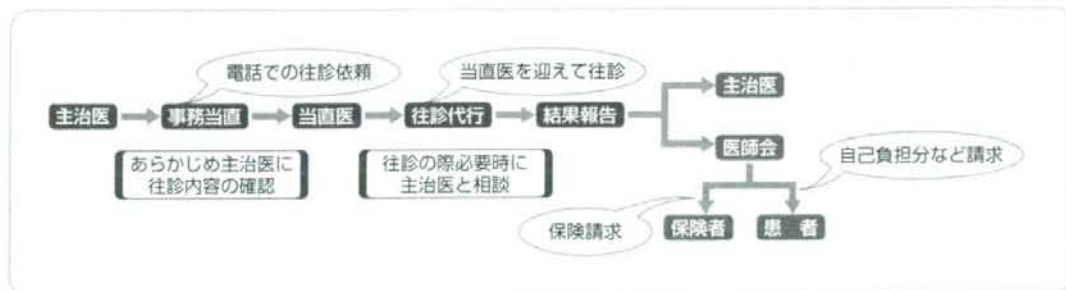 電話での往診依頼
当直医を迎えて往診
主治医
主治医
事務当直
当直医
往診代行
結果報告
医師会
あらかじめ主治医に
往診内容の確認
往診の際必要時に
主治医と相談
自己負担分など請求
保険請求
保険者
患 者